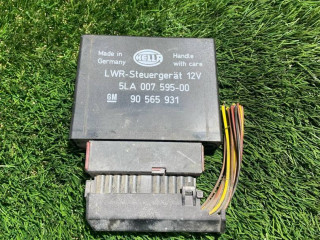 Made in
Germany
HELLA
Handle
with care
LWR-Steuergerät 12V
5LA 007 595-00
GM 90 565 931